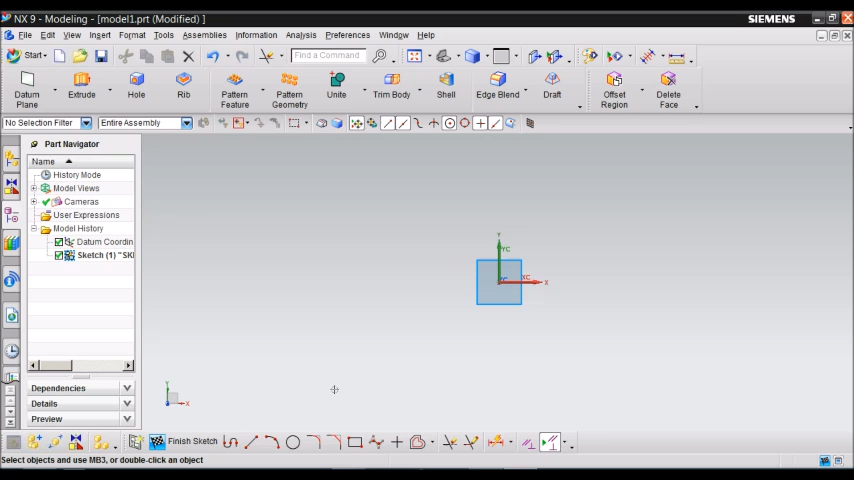 NX 9 - Modeling - [model1.prt (Modified) ]
SIEMENS
File Edit View Insert Format Tools Assemblies Information Analysis Preferences Window Help
Start Find a Command
Datum Plane
Extrude
Hole
Rib
Pattern Feature
Pattern Geometry
Unite
Trim Body
Shell
Edge Blend
Draft
Offset Region
Delete Face
No Selection Filter Entire Assembly
Part Navigator
Name
History Mode
Model Views
Cameras
User Expressions
Model History
Datum Coordin
Sketch (1) "SK
Y
YC
XC
X
Y
X
Dependencies
Details
Preview
Finish Sketch
Select objects and use MB3, or double-click an object